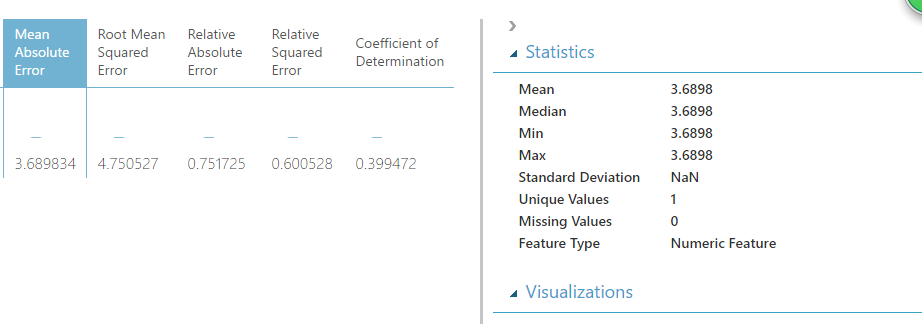 Mean Absolute Error
Root Mean Squared Error
Relative Absolute Error
Relative Squared Error
Coefficient of Determination
3.689834 4.750527 0.751725 0.600528 0.399472
Statistics
Mean 3.6898
Median 3.6898
Min 3.6898
Max 3.6898
Standard Deviation NaN
Unique Values 1
Missing Values 0
Feature Type Numeric Feature
Visualizations